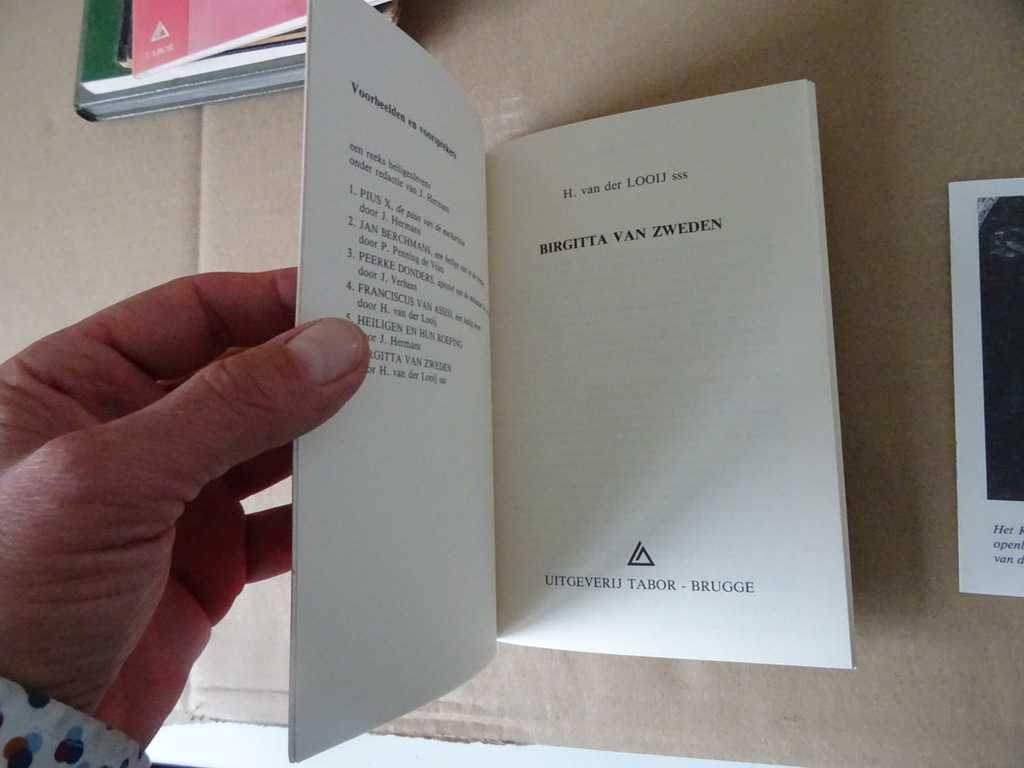 TABOR
Voorbeelden en voorsprekers
een reeks heiligenlevens
onder redactie van J. Hermans
1. PIUS X, de paus van de eucharistie
door J. Hermans
2. JAN BERCHMANS, een heilige van
door P. Penning de Vries
3. PEERKE DONDERS, apostel van de
door J. Verhees
4. FRANCISCUS VAN ASSISI, een heilig
door H. van der Looij
5. HEILIGEN EN HUN ROEPING
door J. Hermans
BIRGITTA VAN ZWEDEN
H. van der Looij sss
H. van der LOOIJ sss
BIRGITTA VAN ZWEDEN
UITGEVERIJ TABOR - BRUGGE
Het
van d